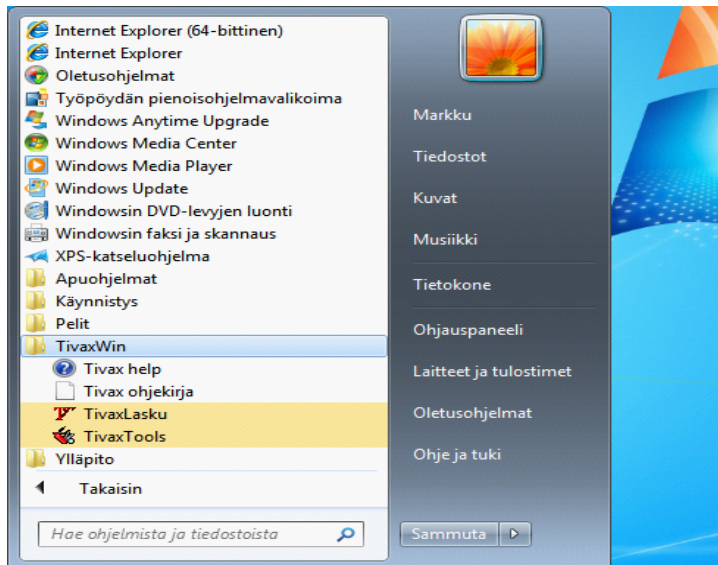 Internet Explorer (64-bittinen)
Internet Explorer
Oletusohjelmat
Työpöydän pienoisohjelmavalikoima
Windows Anytime Upgrade
Windows Media Center
Windows Media Player
Windows Update
Windowsin DVD-levyjen luonti
Windowsin faksi ja skannaus
XPS-katseluohjelma
Apuohjelmat
Käynnistys
Pelit
TivaxWin
Tivax help
Tivax ohjekirja
TivaxLasku
TivaxTools
Ylläpito
Takaisin
Hae ohjelmista ja tiedostoista
Markku
Tiedostot
Kuvat
Musiikki
Tietokone
Ohjauspaneeli
Laitteet ja tulostimet
Oletusohjelmat
Ohje ja tuki
Sammuta